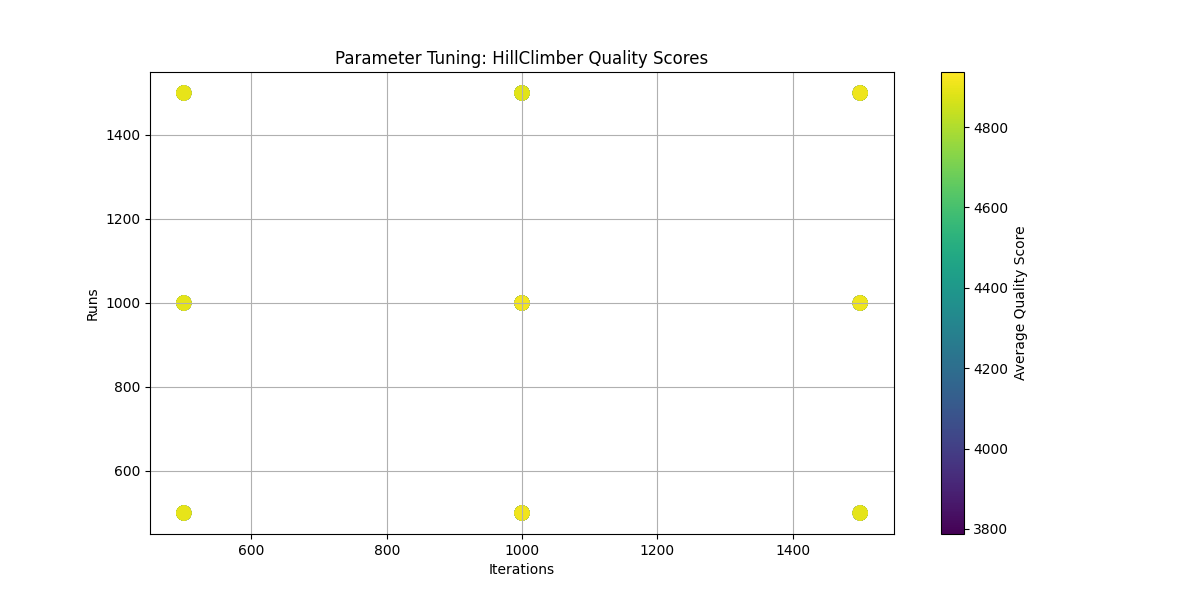 Parameter Tuning: HillClimber Quality Scores
1400
1200
1000
800
600
Runs
600 800 1000 1200 1400
Iterations
4800
4600
4400
4200
4000
3800
Average Quality Score